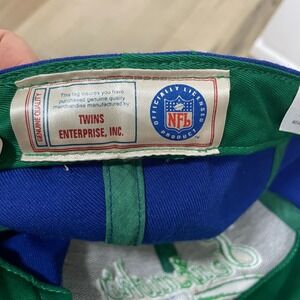 GENUINE QUALITY
This tag insures you have
purchased genuine quality
merchandise manufactured by
TWINS
ENTERPRISE, INC.
OFFICIALLY LICENSED
NFL
PRODUCT